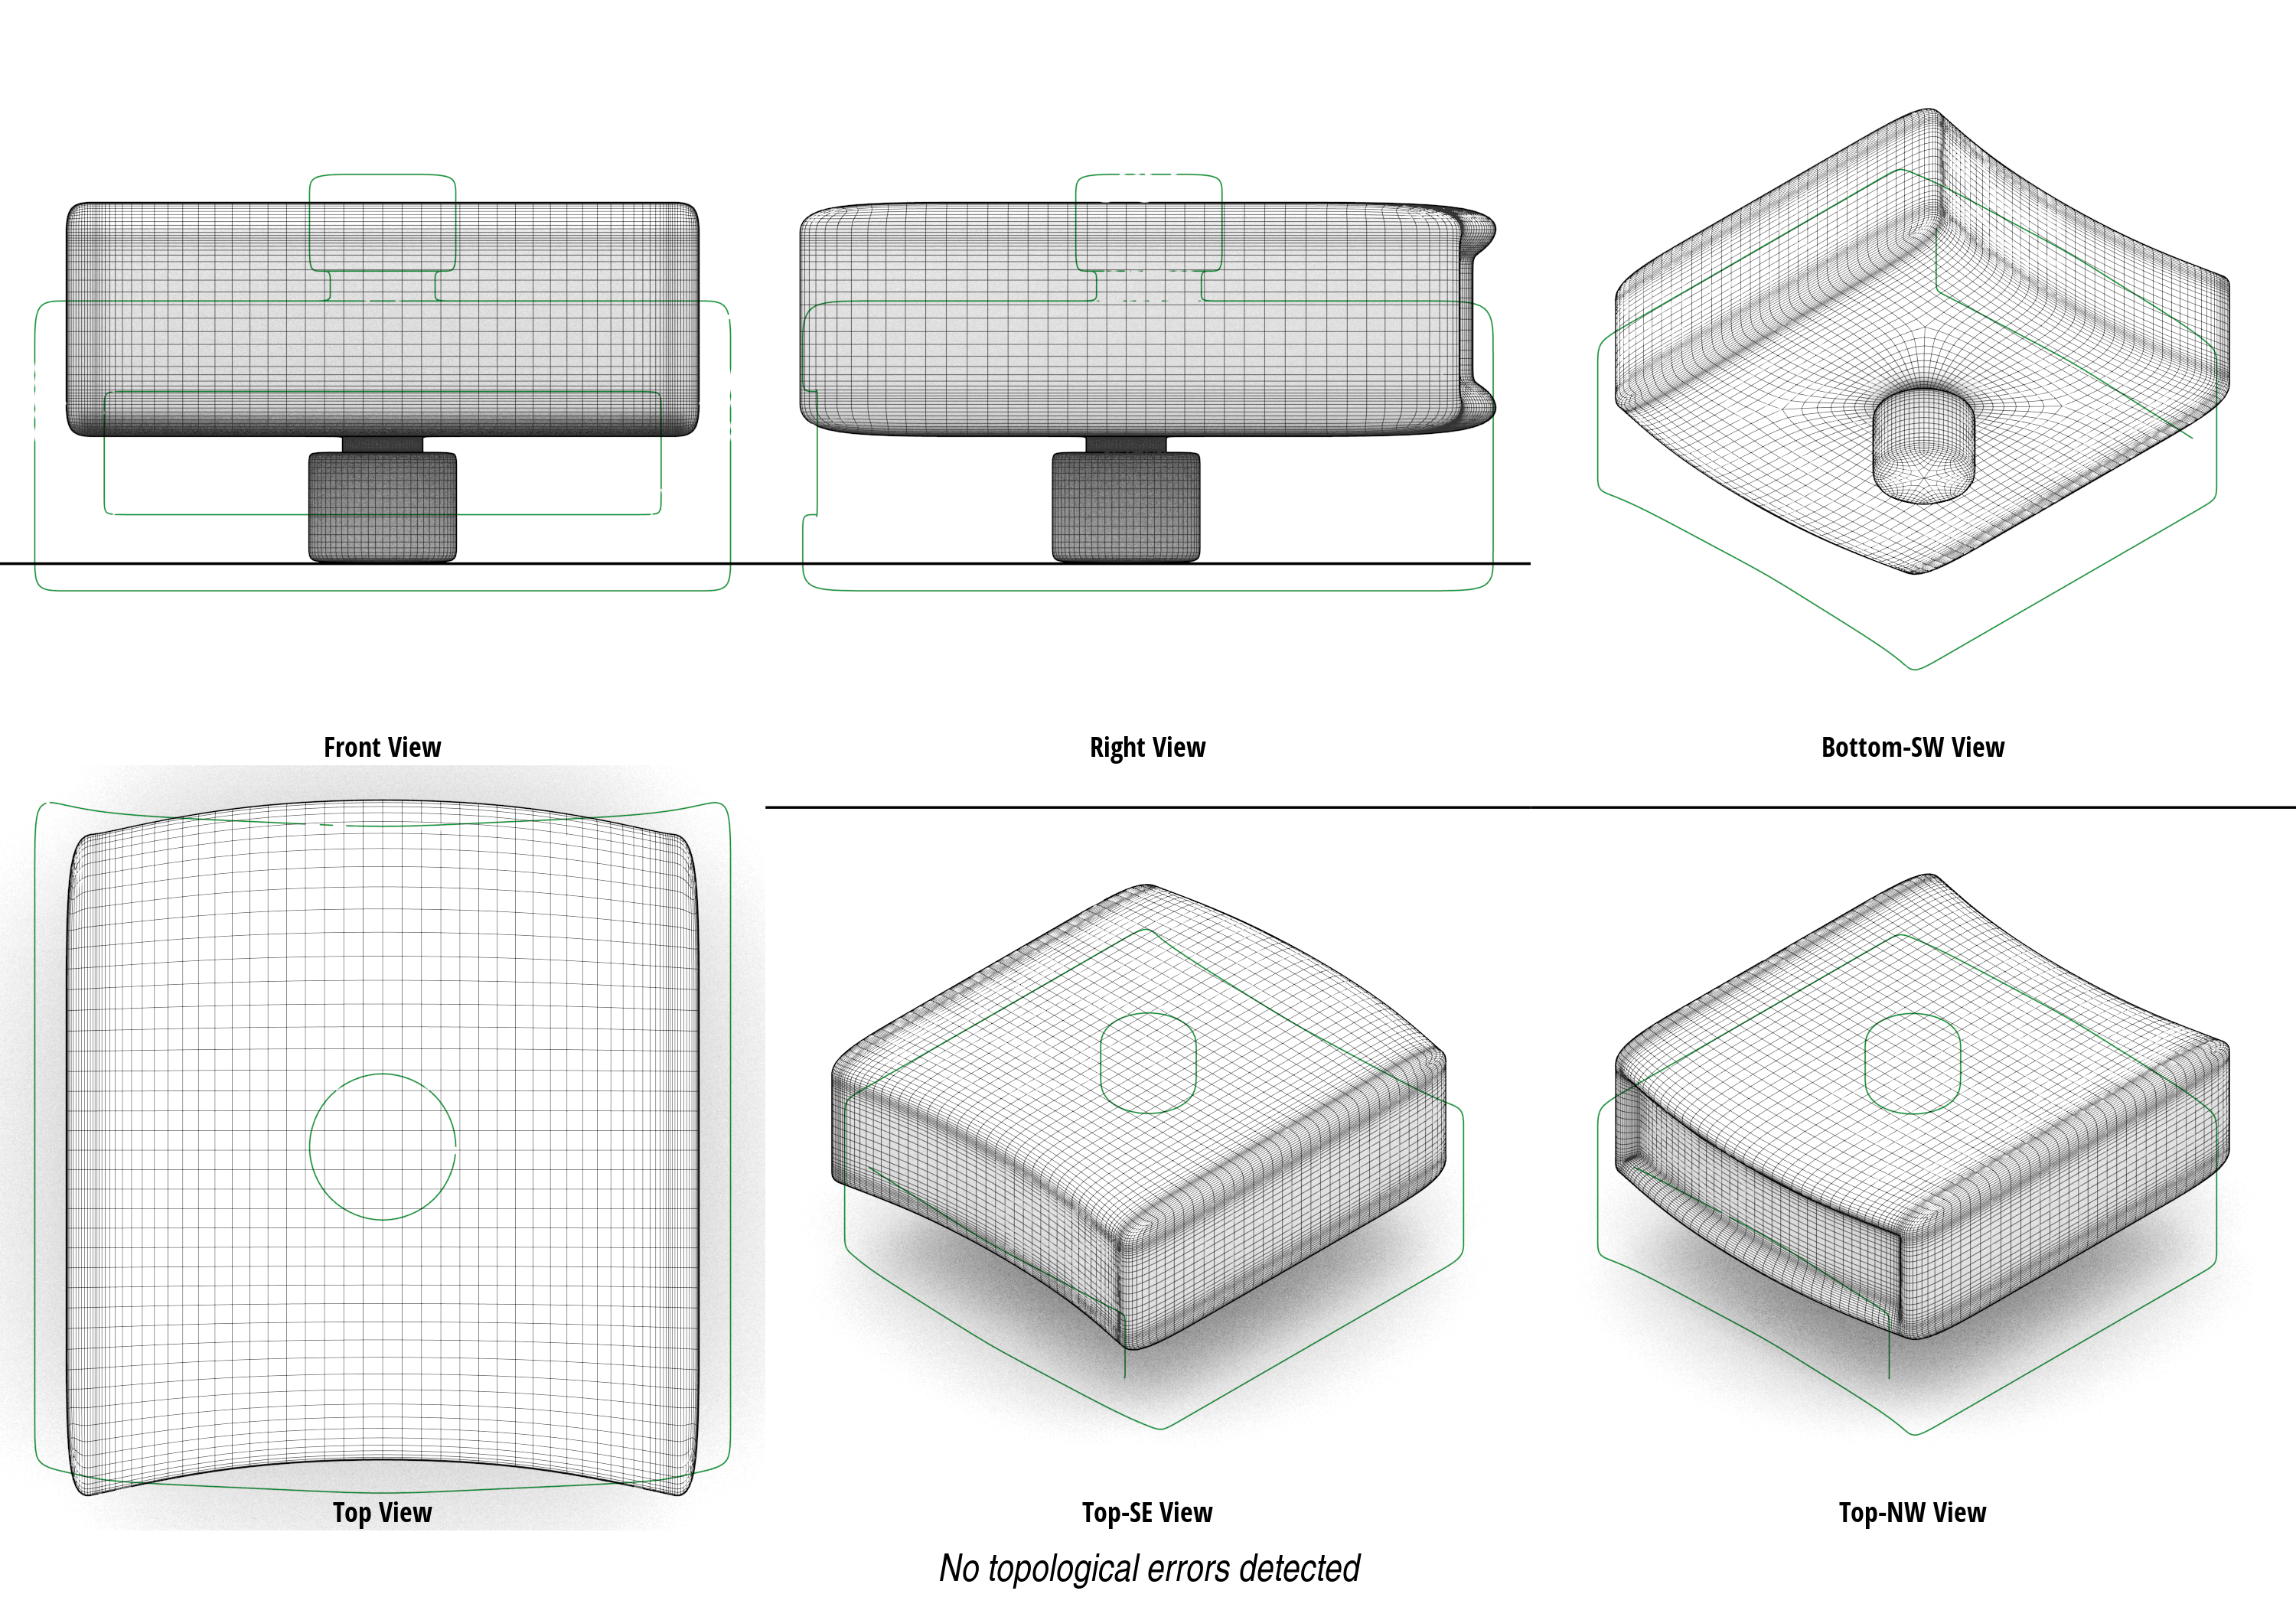 Front View
Right View
Bottom-SW View
Top View
Top-SE View
Top-NW View
No topological errors detected